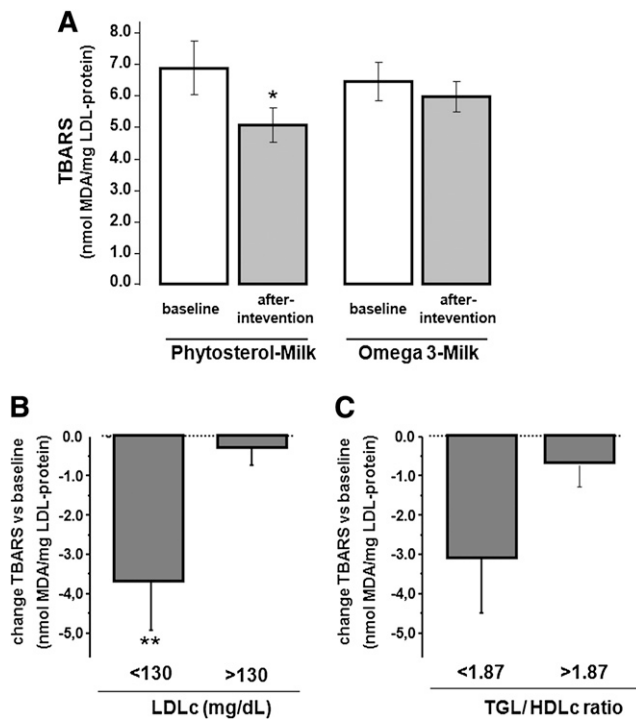 A
TBARS
(nmol MDA/mg LDL-protein)
8.0
7.0
6.0
5.0
4.0
3.0
2.0
1.0
0.0
*
baseline
after-
intevention
baseline
after-
intervention
Phytosterol-Milk
Omega 3-Milk
B
change TBARS vs baseline
(nmol MDA/mg LDL-protein)
0.0
-1.0
-2.0
-3.0
-4,0
-5,0
**
<130
>130
LDLc (mg/dL)
C
change TBARS vs baseline
(nmol MDA/mg LDL-protein)
0.0
-1.0
-2.0
-3.0
-4,0
-5,0
<1.87
>1.87
TGL/ HDLc ratio